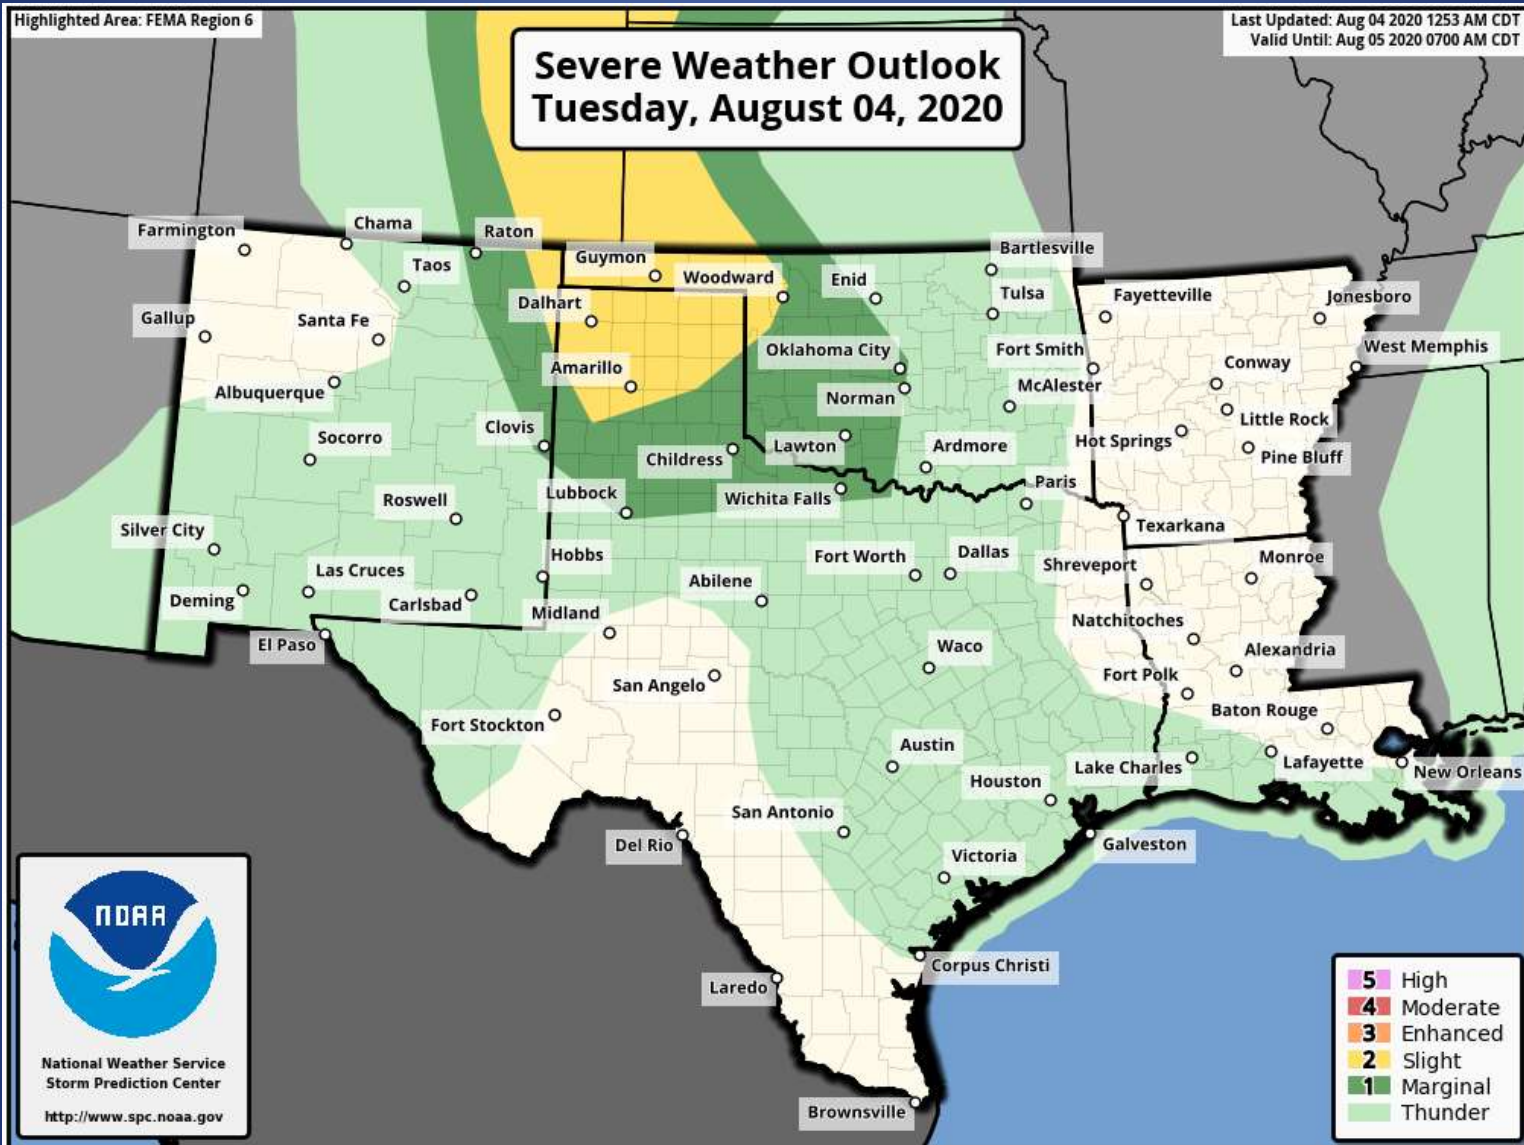 Highlighted Area: FEMA Region 6
Last Updated: Aug 04 2020 1253 AM CDT
Valid Until: Aug 05 2020 0700 AM CDT
Severe Weather Outlook
Tuesday, August 04, 2020
Farmington
Chama
Raton
Taos
Guymon
Woodward
Enid
Bartlesville
Dalhart
Tulsa
Fayetteville
Jonesboro
Gallup
Santa Fe
Oklahoma City
Fort Smith
West Memphis
Amarillo
Conway
Albuquerque
Norman
McAlester
Little Rock
Socorro
Clovis
Childress
Lawton
Ardmore
Hot Springs
Pine Bluff
Roswell
Lubbock
Wichita Falls
Paris
Texarkana
Silver City
Hobbs
Fort Worth
Dallas
Shreveport
Monroe
Las Cruces
Abilene
Deming
Carlsbad
Midland
Natchitoches
El Paso
Waco
Alexandria
San Angelo
Fort Polk
Fort Stockton
Baton Rouge
Austin
Houston
Lake Charles
Lafayette
New Orleans
San Antonio
Del Rio
Galveston
Victoria
Corpus Christi
Laredo
Brownsville
NOAA
National Weather Service
Storm Prediction Center
http://www.spc.noaa.gov
5 High
4 Moderate
3 Enhanced
2 Slight
1 Marginal
Thunder